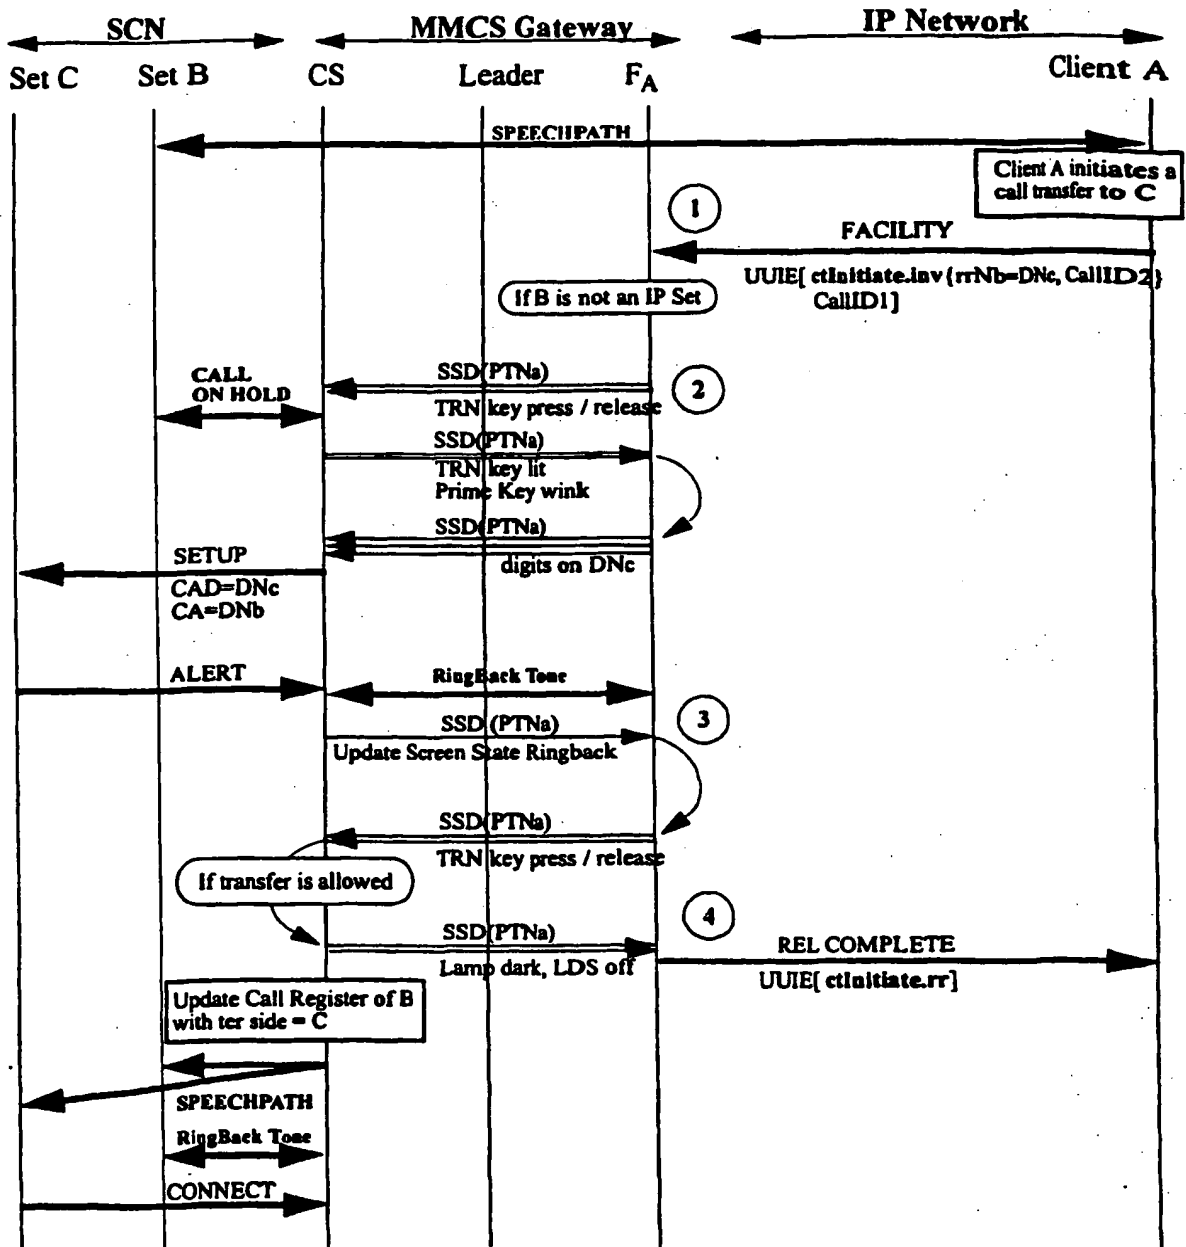 SCN
MMCS Gateway
IP Network
Set C
Set B
CS
Leader
FA
Client A
SPEECHPATH
Client A initiates a
call transfer to C
1
FACILITY
UUIE[ ctInitiate.inv {rrNb=DNc, CallID2}
CallID1]
If B is not an IP Set
SSD(PTNa)
CALL
ON HOLD
2
TRN key press / release
SSD(PTNa)
TRN key lit
Prime Key wink
SSD(PTNa)
SETUP
digits on DNc
CAD=DNc
CA=DNb
ALERT
RingBack Tone
SSD (PTNa)
3
Update Screen State Ringback
SSD(PTNa)
TRN key press / release
If transfer is allowed
4
SSD(PTNa)
REL COMPLETE
Lamp dark, LDS off
UUIE[ ctInitiate.rr]
Update Call Register of B
with ter side = C
SPEECHPATH
RingBack Tone
CONNECT